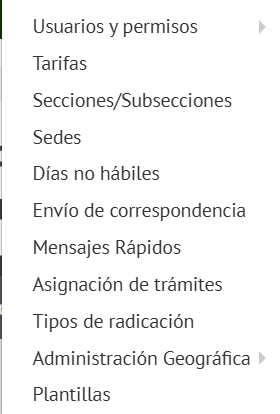 Usuarios y permisos
Tarifas
Secciones/Subsecciones
Sedes
Días no hábiles
Envío de correspondencia
Mensajes Rápidos
Asignación de trámites
Tipos de radicación
Administración Geográfica
Plantillas